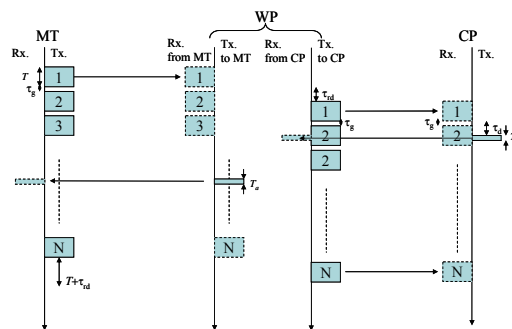 WP
MT
CP
Rx. Tx.
Rx. from MT
Tx. to MT
Rx. from CP
Tx. to CP
Rx. Tx.
T
τg
1
2
3
N
T+τrd
1
2
3
Ta
N
τrd
1
τg
2
2
N
1
τg
2
τd
N